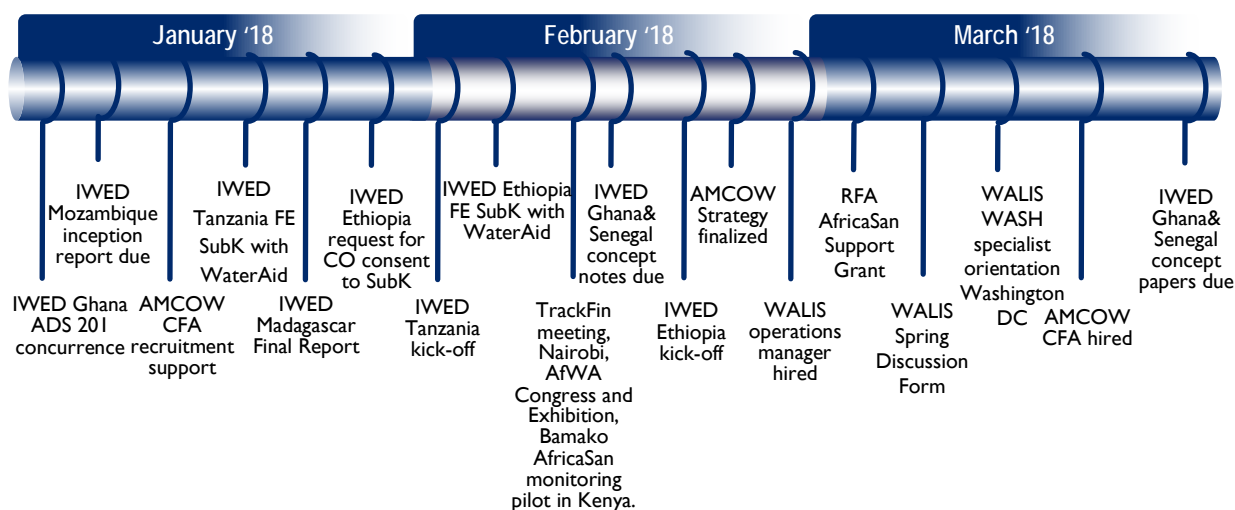 January ‘18
February ‘18
March ‘18
IWED Ghana
ADS 201
concurrence
IWED
Mozambique
inception
report due
AMCOW
CFA
recruitment
support
IWED
Tanzania FE
SubK with
WaterAid
IWED
Madagascar
Final Report
IWED
Ethiopia
request for
CO consent
to SubK
IWED
Tanzania
kick-off
IWED Ethiopia
FE SubK with
WaterAid
TrackFin
meeting,
Nairobi,
AfWA
Congress and
Exhibition,
Bamako
AfricaSan
monitoring
pilot in Kenya.
IWED
Ghana&
Senegal
concept
notes due
IWED
Ethiopia
kick-off
AMCOW
Strategy
finalized
WALIS
operations
manager
hired
RFA
AfricaSan
Support
Grant
WALIS
Spring
Discussion
Form
WALIS
WASH
specialist
orientation
Washington
DC
AMCOW
CFA hired
IWED
Ghana&
Senegal
concept
papers due